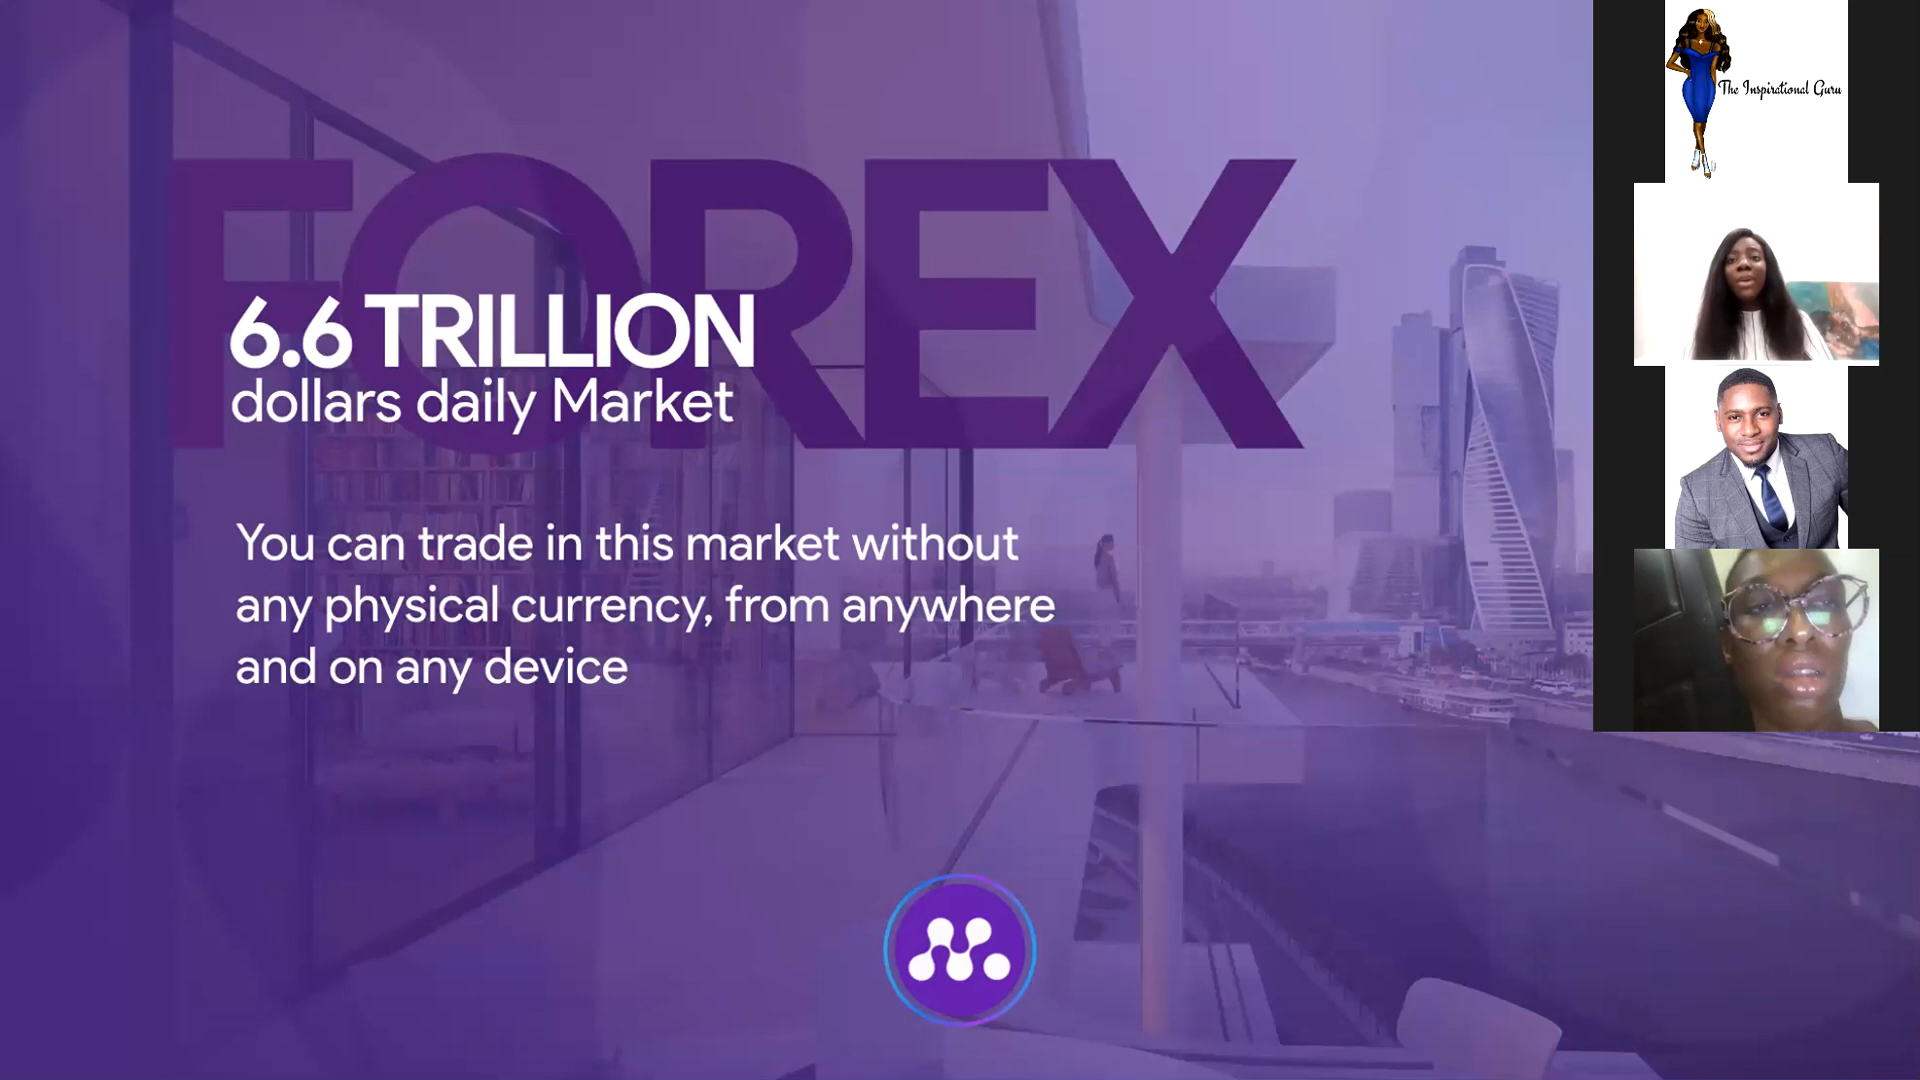 FOREX
6.6 TRILLION
dollars daily Market
You can trade in this market without
any physical currency, from anywhere
and on any device
The Inspirational Guru